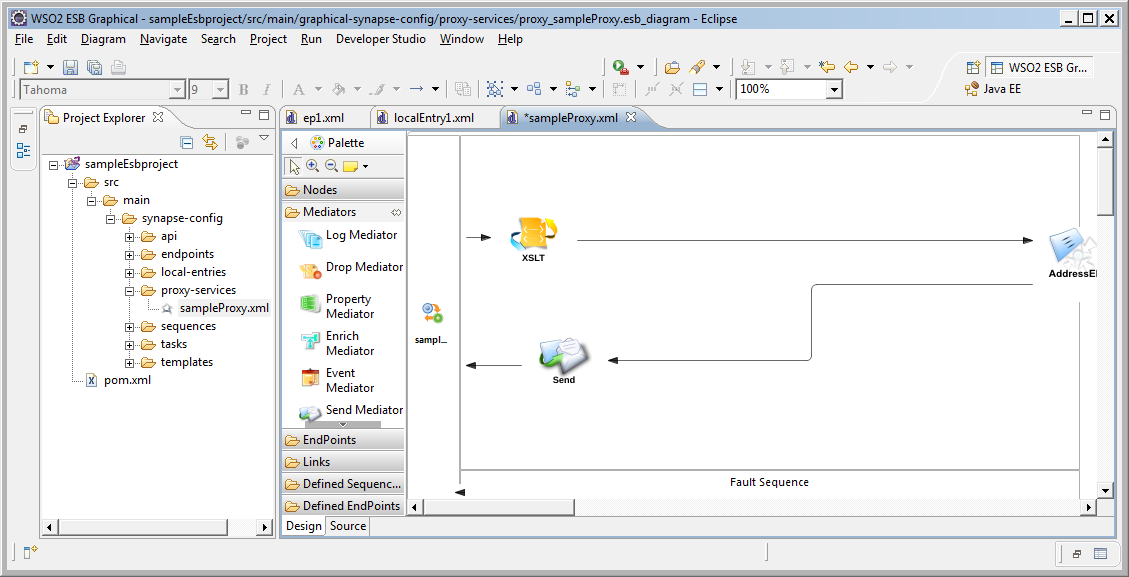 WSO2 ESB Graphical - sampleEsbproject/src/main/graphical-synapse-config/proxy-services/proxy_sampleProxy.esb_diagram - Eclipse
File Edit Diagram Navigate Search Project Run Developer Studio Window Help
WSO2 ESB Gr...
Tahoma 9 B I A 100% Java EE
Project Explorer
ep1.xml localEntry1.xml *sampleProxy.xml
sampleEsbproject
src
main
synapse-config
api
endpoints
local-entries
proxy-services
sampleProxy.xml
sequences
tasks
templates
pom.xml
Palette
Nodes
Mediators
Log Mediator
Drop Mediator
Property
Mediator
Enrich
Mediator
Event
Mediator
Send Mediator
EndPoints
Links
Defined Sequenc...
Defined EndPoints
Design Source
sampl_
XSLT
AddressEl
Send
Fault Sequence